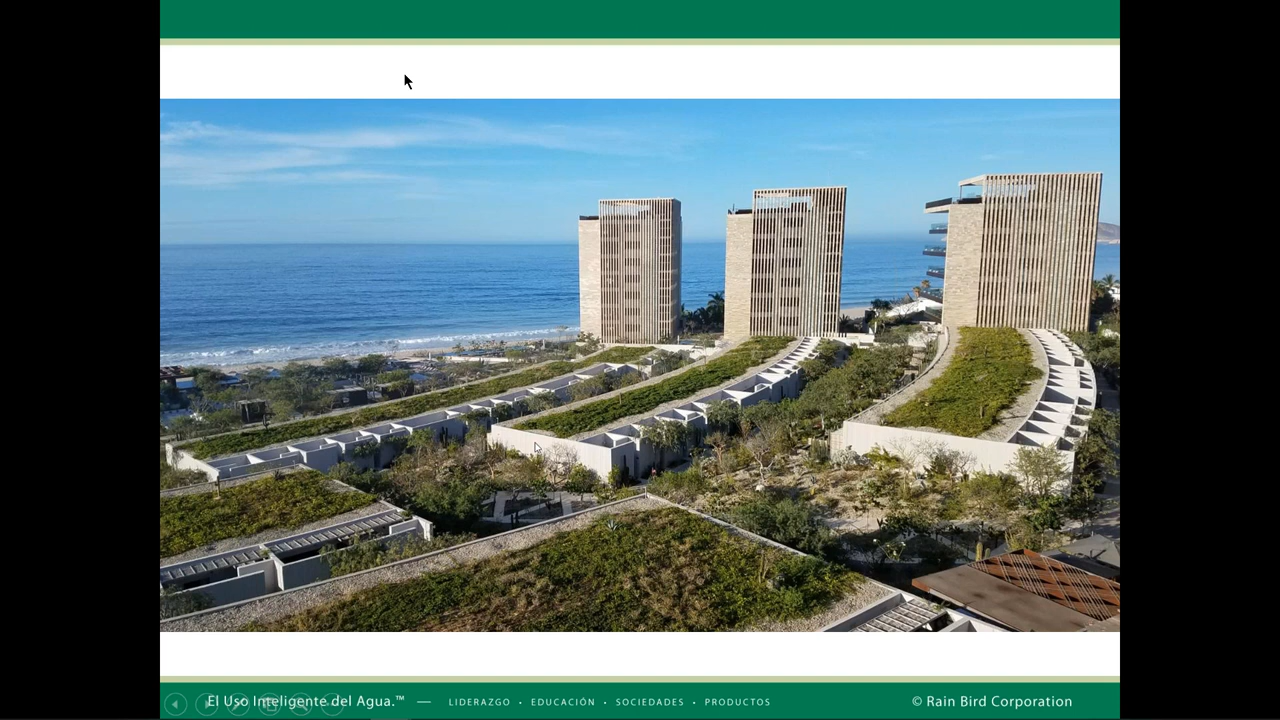 El Uso Inteligente del Agua.™ — LIDERAZGO • EDUCACIÓN • SOCIEDADES • PRODUCTOS © Rain Bird Corporation